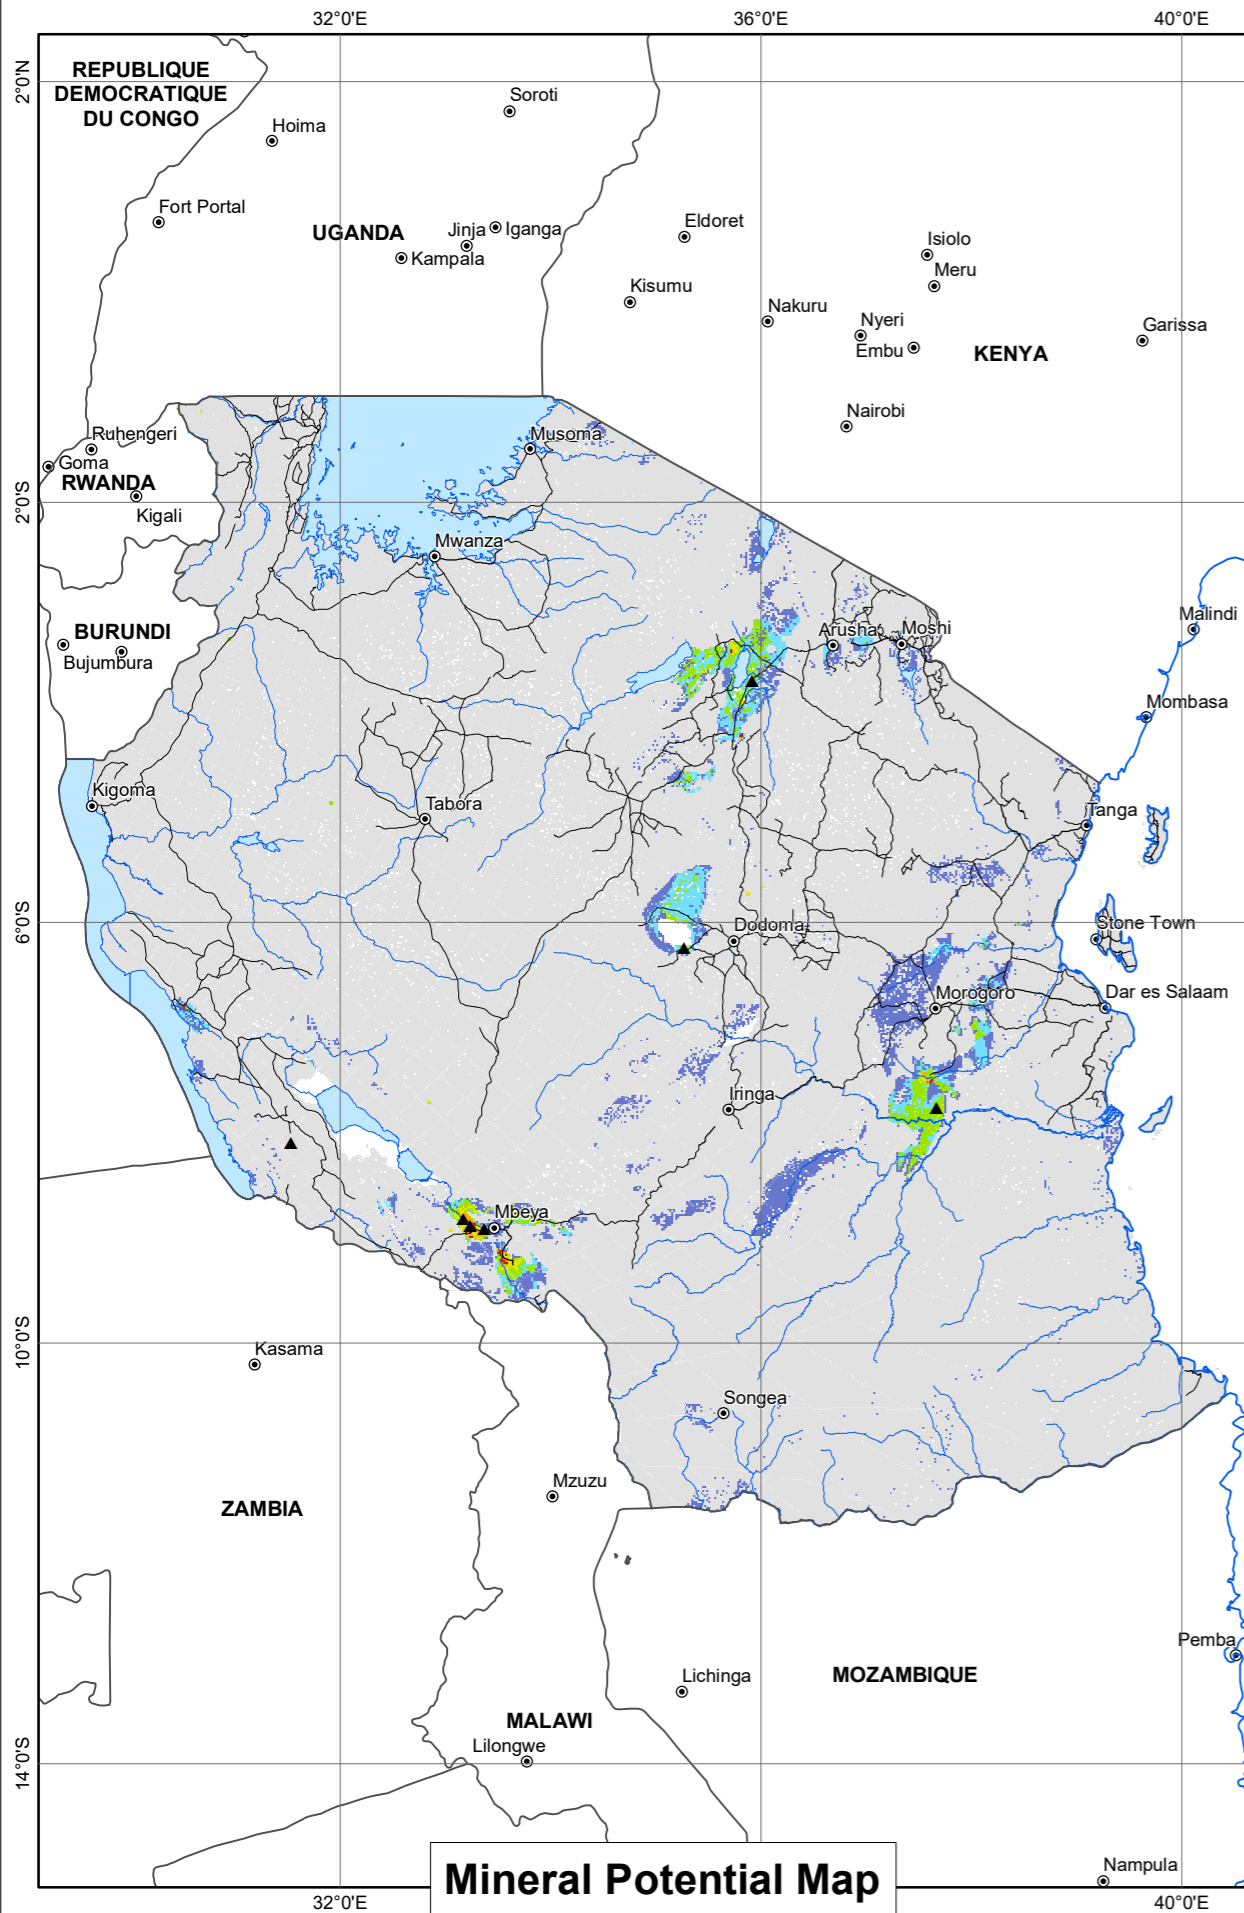 32°0'E
36°0'E
40°0'E
2°0'N
REPUBLIQUE
DEMOCRATIQUE
DU CONGO
Soroti
Hoima
Fort Portal
UGANDA
Jinja
Iganga
Kampala
Eldoret
Isiolo
Meru
Kisumu
Nakuru
Nyeri
Embu
KENYA
Garissa
Nairobi
Ruhengeri
Goma
RWANDA
Kigali
Musoma
2°0'S
Mwanza
BURUNDI
Bujumbura
Arusha
Moshi
Malindi
Mombasa
Kigoma
Tabora
Tanga
6°0'S
Dodoma
Stone Town
Morogoro
Dar es Salaam
Iringa
Mbeya
10°0'S
Kasama
Songea
Mzuzu
ZAMBIA
Pemba
Lichinga
MOZAMBIQUE
MALAWI
Lilongwe
14°0'S
Nampula
Mineral Potential Map
32°0'E
40°0'E